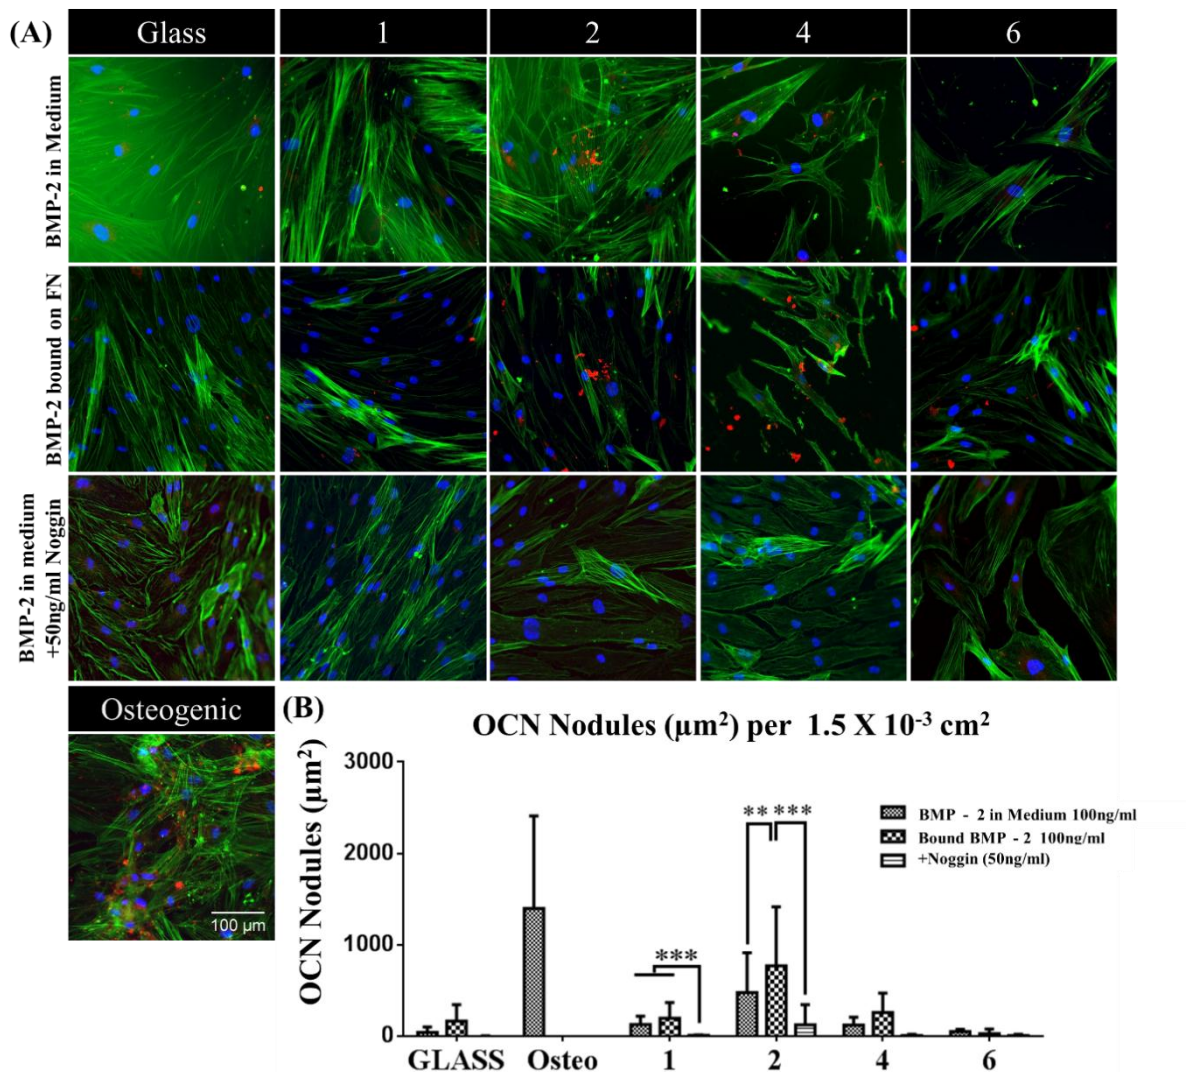 (A)
Glass 1 2 4 6
BMP-2 in Medium
BMP-2 bound on FN
BMP-2 in medium
+50ng/ml Noggin
Osteogenic
100 µm
(B)
OCN Nodules (µm²) per 1.5 X 10⁻³ cm²
OCN Nodules (µm²)
3000
2000
1000
0
** ***
***
BMP - 2 in Medium 100ng/ml
Bound BMP - 2 100ng/ml
+Noggin (50ng/ml)
GLASS Osteo 1 2 4 6